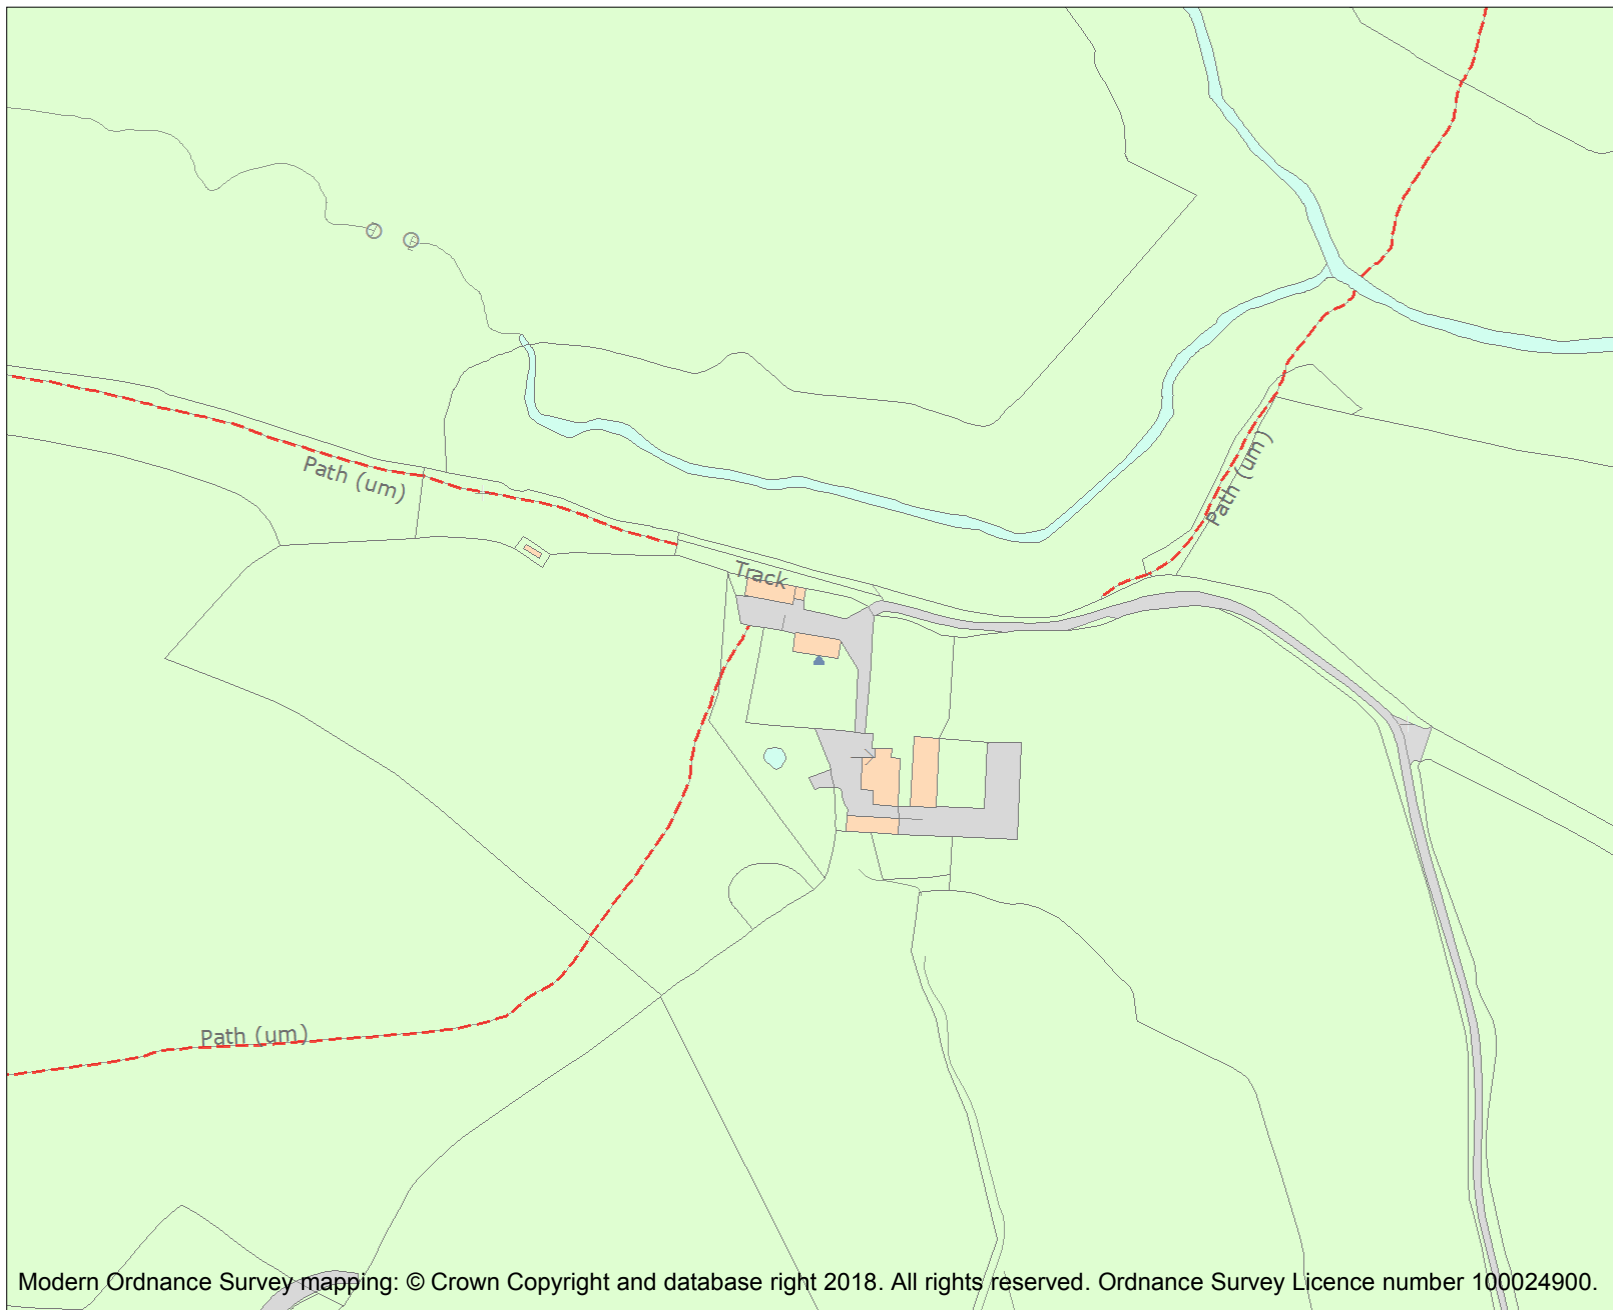 Path (um)
Path (um)
Track
Path (um)
Modern Ordnance Survey mapping: © Crown Copyright and database right 2018. All rights reserved. Ordnance Survey Licence number 100024900.